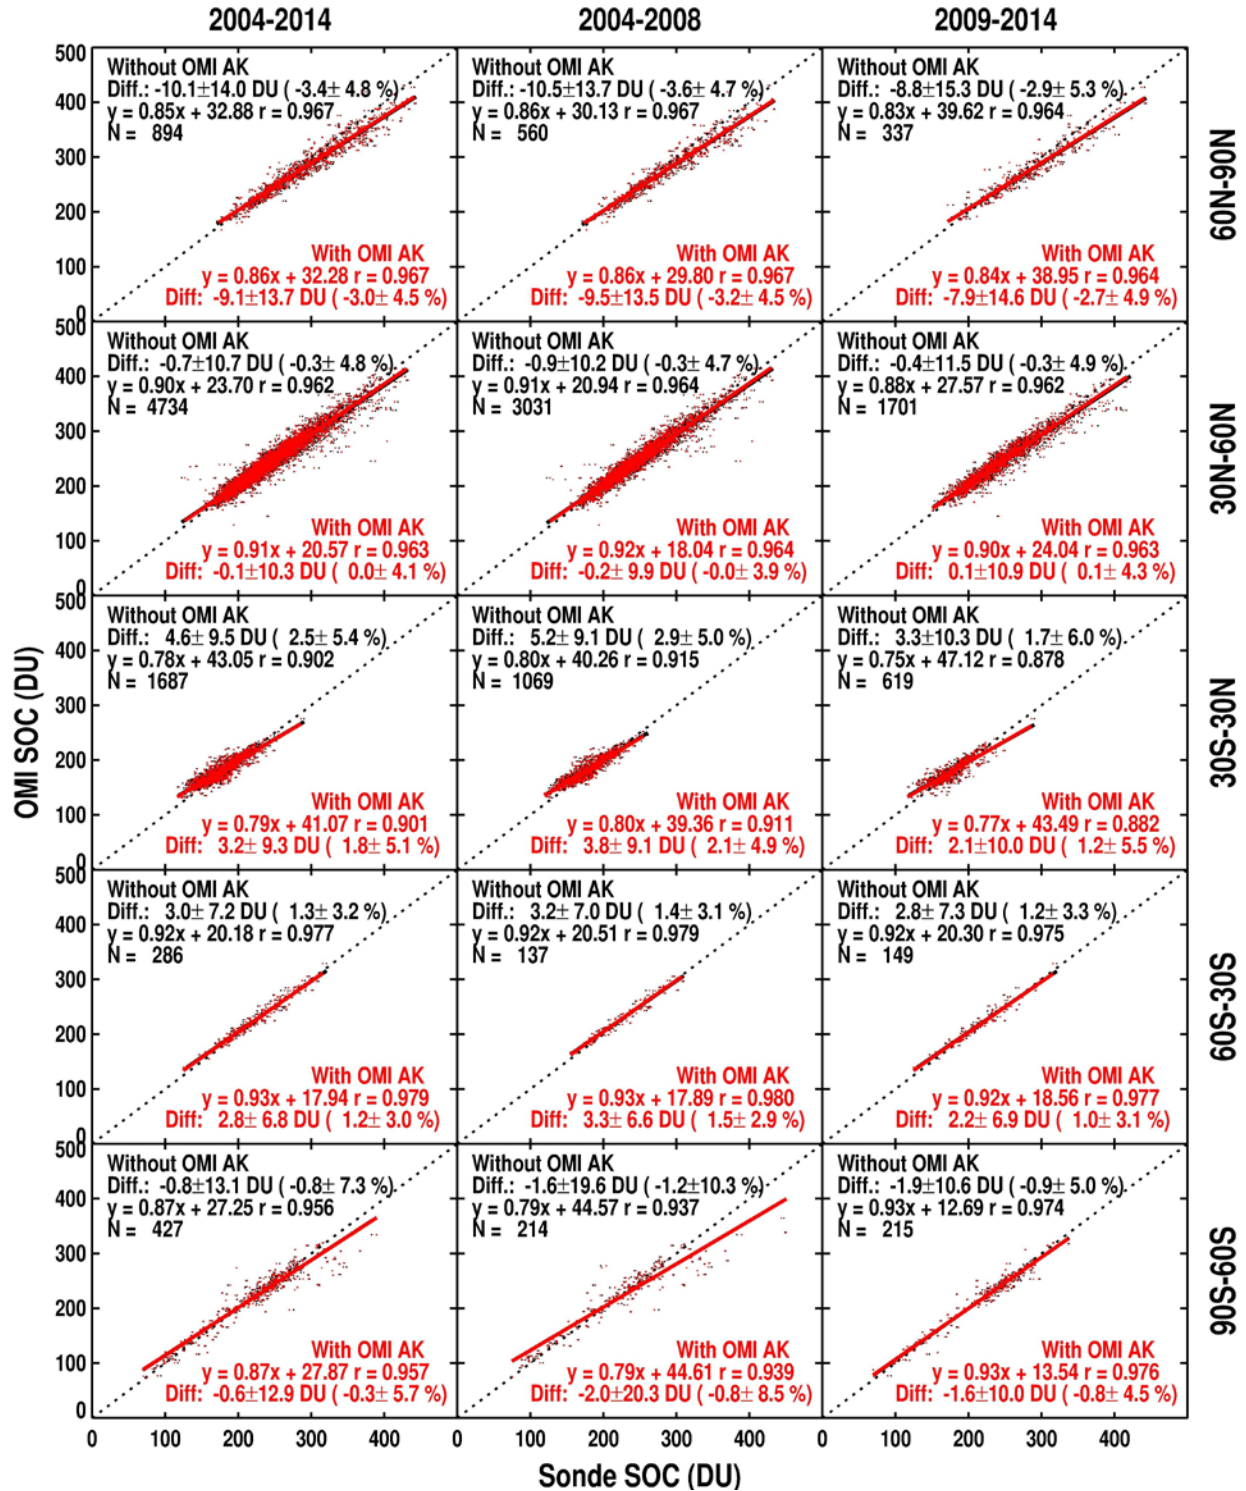 2004-2014 2004-2008 2009-2014
500
400
300
200
100
0
Without OMI AK
Diff.: -10.1±14.0 DU ( -3.4± 4.8 %)
y = 0.85x + 32.88 r = 0.967
N = 894
With OMI AK
y = 0.86x + 32.28 r = 0.967
Diff: -9.1±13.7 DU ( -3.0± 4.5 %)
Without OMI AK
Diff.: -10.5±13.7 DU ( -3.6± 4.7 %)
y = 0.86x + 30.13 r = 0.967
N = 560
With OMI AK
y = 0.86x + 29.80 r = 0.967
Diff: -9.5±13.5 DU ( -3.2± 4.5 %)
Without OMI AK
Diff.: -8.8±15.3 DU ( -2.9± 5.3 %)
y = 0.83x + 39.62 r = 0.964
N = 337
With OMI AK
y = 0.84x + 38.95 r = 0.964
Diff: -7.9±14.6 DU ( -2.7± 4.9 %)
60N-90N
500
400
300
200
100
0
Without OMI AK
Diff.: -0.7±10.7 DU ( -0.3± 4.8 %)
y = 0.90x + 23.70 r = 0.962
N = 4734
With OMI AK
y = 0.91x + 20.57 r = 0.963
Diff: -0.1±10.3 DU ( 0.0± 4.1 %)
Without OMI AK
Diff.: -0.9±10.2 DU ( -0.3± 4.7 %)
y = 0.91x + 20.94 r = 0.964
N = 3031
With OMI AK
y = 0.92x + 18.04 r = 0.964
Diff: -0.2± 9.9 DU ( -0.0± 3.9 %)
Without OMI AK
Diff.: -0.4±11.5 DU ( -0.3± 4.9 %)
y = 0.88x + 27.57 r = 0.962
N = 1701
With OMI AK
y = 0.90x + 24.04 r = 0.963
Diff: 0.1±10.9 DU ( 0.1± 4.3 %)
30N-60N
OMI SOC (DU)
500
400
300
200
100
0
Without OMI AK
Diff.: 4.6± 9.5 DU ( 2.5± 5.4 %)
y = 0.78x + 43.05 r = 0.902
N = 1687
With OMI AK
y = 0.79x + 41.07 r = 0.901
Diff: 3.2± 9.3 DU ( 1.8± 5.1 %)
Without OMI AK
Diff.: 5.2± 9.1 DU ( 2.9± 5.0 %)
y = 0.80x + 40.26 r = 0.915
N = 1069
With OMI AK
y = 0.80x + 39.36 r = 0.911
Diff: 3.8± 9.1 DU ( 2.1± 4.9 %)
Without OMI AK
Diff.: 3.3±10.3 DU ( 1.7± 6.0 %)
y = 0.75x + 47.12 r = 0.878
N = 619
With OMI AK
y = 0.77x + 43.49 r = 0.882
Diff: 2.1±10.0 DU ( 1.2± 5.5 %)
30S-30N
500
400
300
200
100
0
Without OMI AK
Diff.: 3.0± 7.2 DU ( 1.3± 3.2 %)
y = 0.92x + 20.18 r = 0.977
N = 286
With OMI AK
y = 0.93x + 17.94 r = 0.979
Diff: 2.8± 6.8 DU ( 1.2± 3.0 %)
Without OMI AK
Diff.: 3.2± 7.0 DU ( 1.4± 3.1 %)
y = 0.92x + 20.51 r = 0.979
N = 137
With OMI AK
y = 0.93x + 17.89 r = 0.980
Diff: 3.3± 6.6 DU ( 1.5± 2.9 %)
Without OMI AK
Diff.: 2.8± 7.3 DU ( 1.2± 3.3 %)
y = 0.92x + 20.30 r = 0.975
N = 149
With OMI AK
y = 0.92x + 18.56 r = 0.977
Diff: 2.2± 6.9 DU ( 1.0± 3.1 %)
60S-30S
500
400
300
200
100
0
Without OMI AK
Diff.: -0.8±13.1 DU ( -0.8± 7.3 %)
y = 0.87x + 27.25 r = 0.956
N = 427
With OMI AK
y = 0.87x + 27.87 r = 0.957
Diff: -0.6±12.9 DU ( -0.3± 5.7 %)
Without OMI AK
Diff.: -1.6±19.6 DU ( -1.2±10.3 %)
y = 0.79x + 44.57 r = 0.937
N = 214
With OMI AK
y = 0.79x + 44.61 r = 0.939
Diff: -2.0±20.3 DU ( -0.8± 8.5 %)
Without OMI AK
Diff.: -1.9±10.6 DU ( -0.9± 5.0 %)
y = 0.93x + 12.69 r = 0.974
N = 215
With OMI AK
y = 0.93x + 13.54 r = 0.976
Diff: -1.6±10.0 DU ( -0.8± 4.5 %)
90S-60S
0 100 200 300 400 0 100 200 300 400 0 100 200 300 400
Sonde SOC (DU)